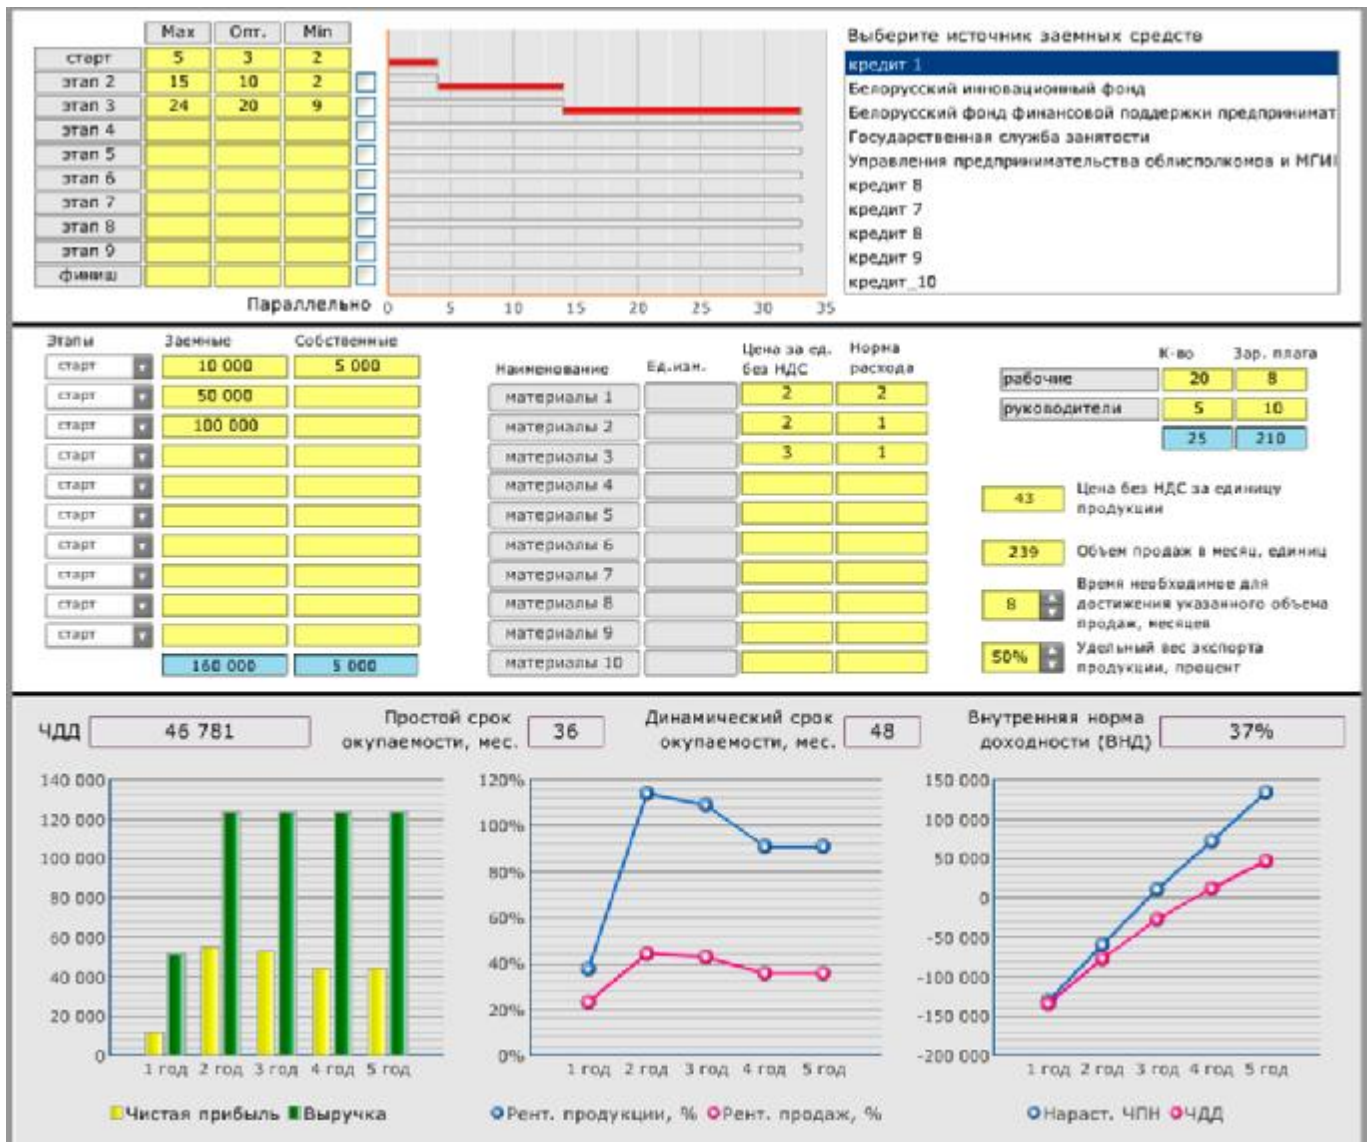 Max Опт. Min
старт 5 3 2
этап 2 15 10 2
этап 3 24 20 9
этап 4
этап 5
этап 6
этап 7
этап 8
этап 9
финиш
Параллельно 0 5 10 15 20 25 30 35
Выберите источник заемных средств
кредит 1
Белорусский инновационный фонд
Белорусский фонд финансовой поддержки предпринимат
Государственная служба занятости
Управления предпринимательства облисполкомов и МГИ
кредит 8
кредит 7
кредит 8
кредит 9
кредит_10
Этапы Заемные Собственные
старт 10 000 5 000
старт 50 000
старт 100 000
старт
старт
старт
старт
старт
старт
старт
160 000 5 000
Наименование Ед.изм. Цена за ед. без НДС Норма расхода
материалы 1 2 2
материалы 2 2 1
материалы 3 3 1
материалы 4
материалы 5
материалы 6
материалы 7
материалы 8
материалы 9
материалы 10
К-во Зар. плата
рабочие 20 8
руководители 5 10
25 210
43 Цена без НДС за единицу
продукции
239 Объем продаж в месяц, единиц
Время необходимое для
8 достижения указанного объема
продаж, месяцев
50% Удельный вес экспорта
продукции, процент
ЧДД 46 781
Простой срок
окупаемости, мес. 36
Динамический срок
окупаемости, мес. 48
Внутренняя норма
доходности (ВНД) 37%
140 000
120 000
100 000
80 000
60 000
40 000
20 000
0
1 год 2 год 3 год 4 год 5 год
Чистая прибыль Выручка
120%
100%
80%
60%
40%
20%
0%
1 год 2 год 3 год 4 год 5 год
Рент. продукции, % Рент. продаж, %
150 000
100 000
50 000
0
-50 000
-100 000
-150 000
-200 000
1 год 2 год 3 год 4 год 5 год
Нараст. ЧПН ЧДД